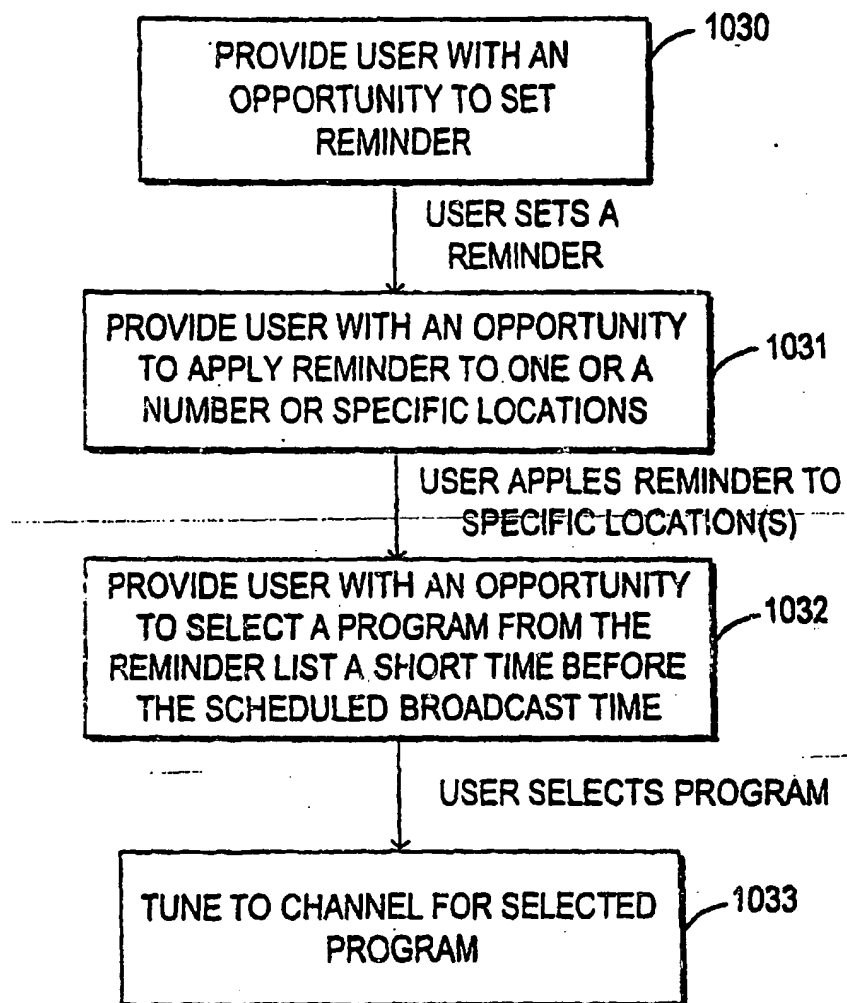 1030
PROVIDE USER WITH AN
OPPORTUNITY TO SET
REMINDER
USER SETS A
REMINDER
PROVIDE USER WITH AN OPPORTUNITY
TO APPLY REMINDER TO ONE OR A
NUMBER OR SPECIFIC LOCATIONS
1031
USER APPLES REMINDER TO
SPECIFIC LOCATION(S)
PROVIDE USER WITH AN OPPORTUNITY
TO SELECT A PROGRAM FROM THE
REMINDER LIST A SHORT TIME BEFORE
THE SCHEDULED BROADCAST TIME
1032
USER SELECTS PROGRAM
TUNE TO CHANNEL FOR SELECTED
PROGRAM
1033